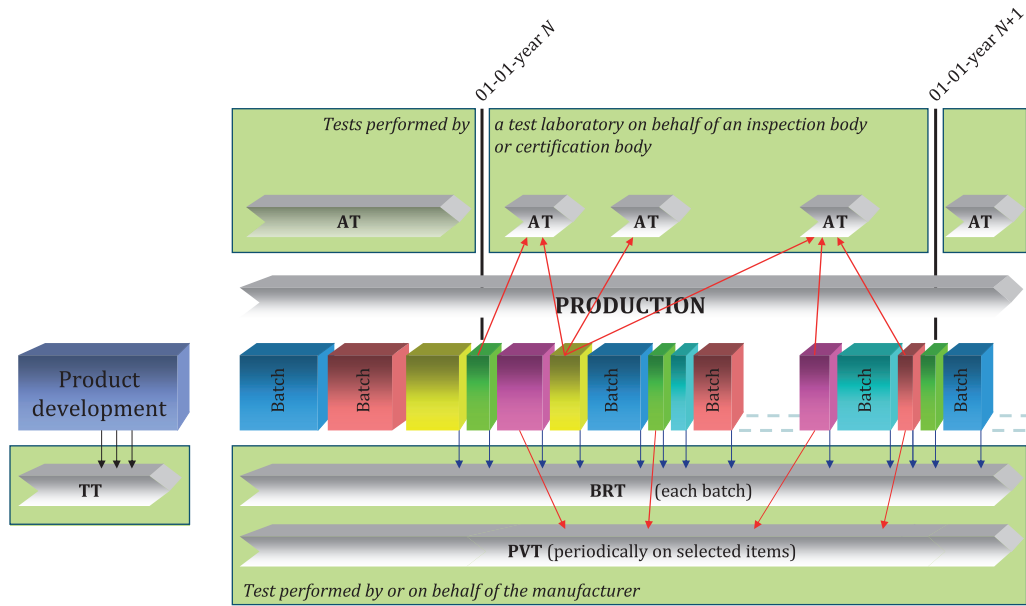 01-01-year N
01-01-year N+1
Tests performed by
a test laboratory on behalf of an inspection body
or certification body
AT
AT
AT
AT
AT
PRODUCTION
Product
development
Batch
Batch
Batch
Batch
Batch
Batch
TT
BRT (each batch)
PVT (periodically on selected items)
Test performed by or on behalf of the manufacturer